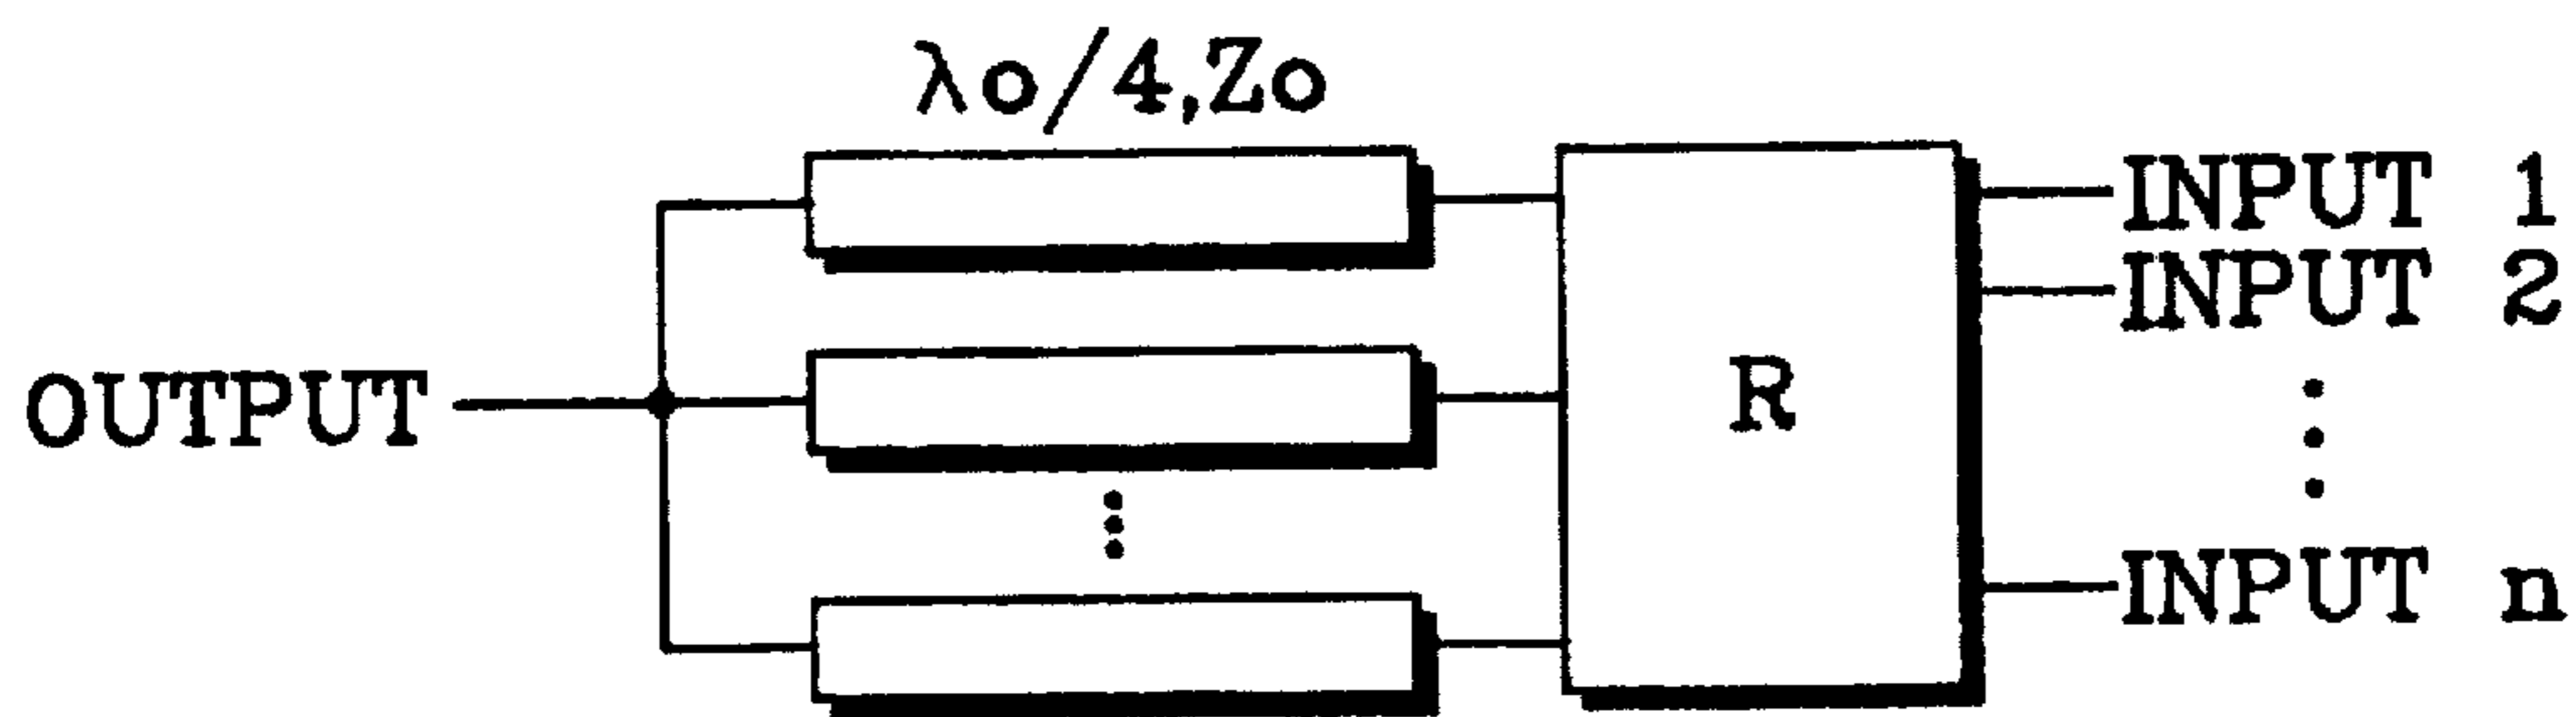 λo/4,Zo
INPUT 1
INPUT 2
OUTPUT
R
INPUT n